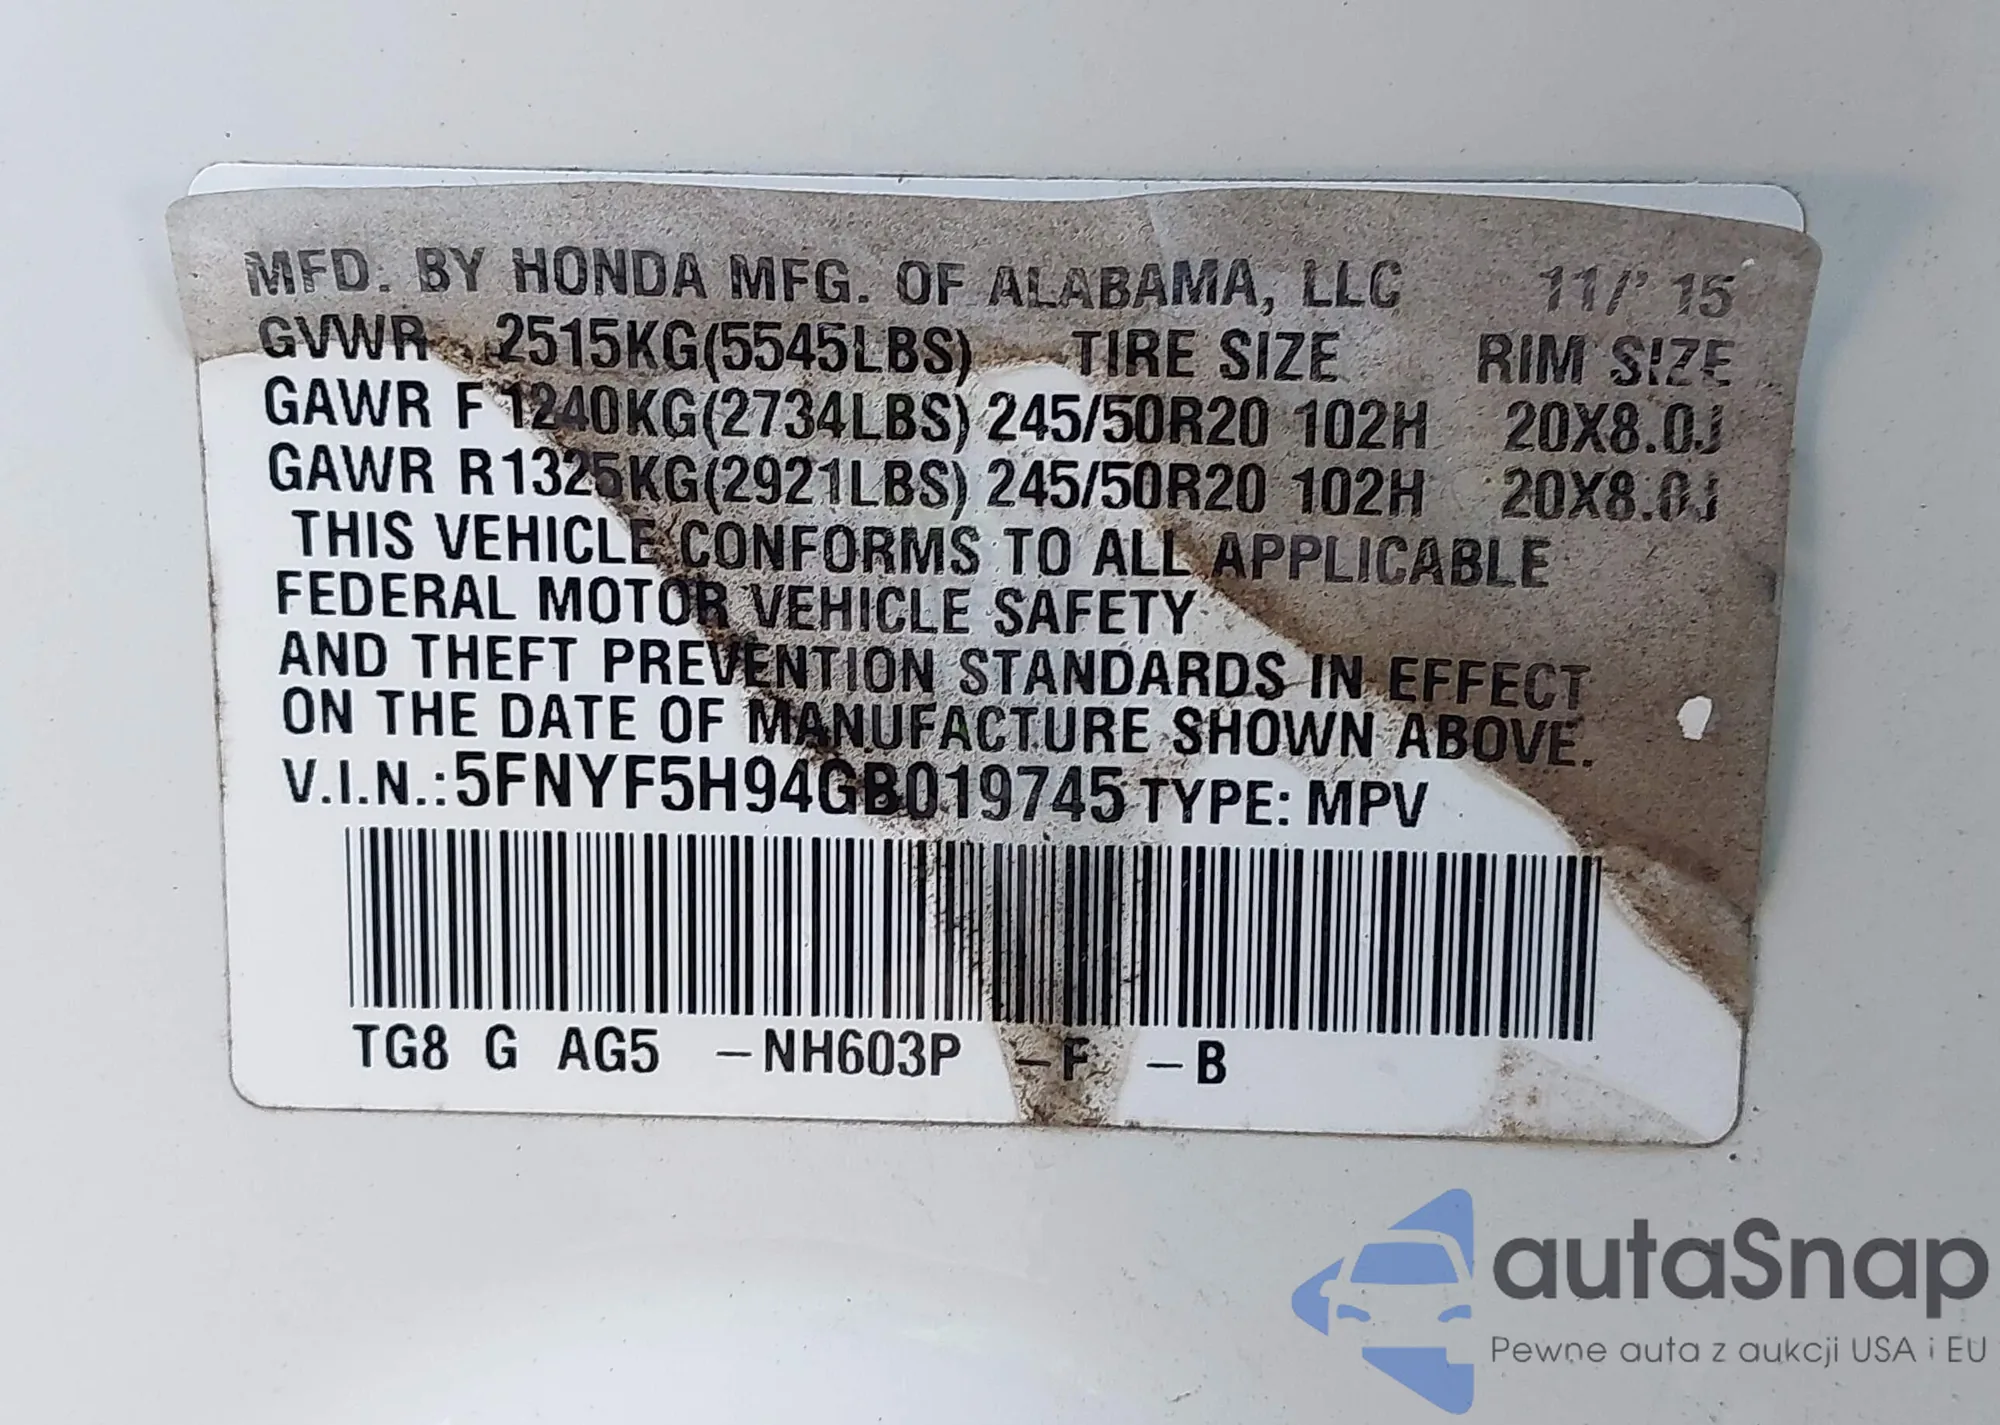 MFD. BY HONDA MFG. OF ALABAMA, LLC 11/' 15
GVWR 2515KG(5545LBS) TIRE SIZE RIM SIZE
GAWR F 1240KG(2734LBS) 245/50R20 102H 20X8.0J
GAWR R 1325KG(2921LBS) 245/50R20 102H 20X8.0J
THIS VEHICLE CONFORMS TO ALL APPLICABLE
FEDERAL MOTOR VEHICLE SAFETY
AND THEFT PREVENTION STANDARDS IN EFFECT
ON THE DATE OF MANUFACTURE SHOWN ABOVE.
V.I.N.:5FNYF5H94GB019745 TYPE: MPV
TG8 G AG5 –NH603P –F –B
autaSnap
Pewne auta z aukcji USA i EU